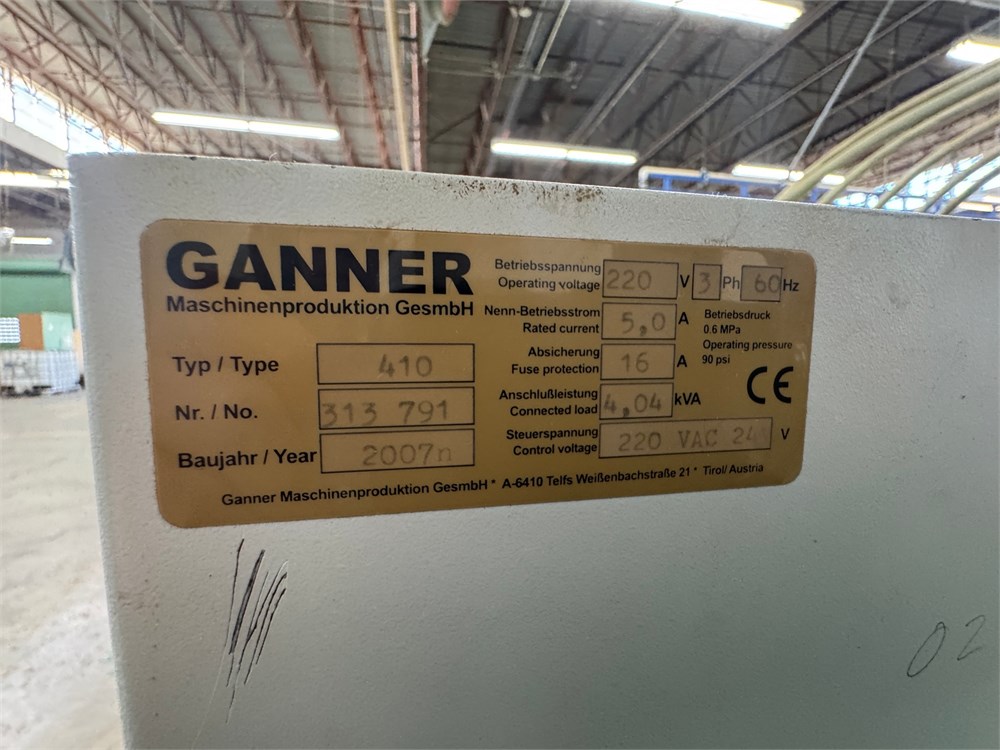 GANNER
Maschinenproduktion GesmbH
Typ / Type 410
Nr. / No. 313 791
Baujahr / Year 2007n
Betriebsspannung
Operating voltage 220 V 3 Ph 60 Hz
Nenn-Betriebsstrom
Rated current 5,0 A
Absicherung
Fuse protection 16 A
Anschlußleistung
Connected load 4,04 kVA
Steuerspannung
Control voltage 220 VAC V
Betriebsdruck
0.6 MPa
Operating pressure
90 psi
CE
Ganner Maschinenproduktion GesmbH * A-6410 Telfs Weißenbachstraße 21 * Tirol/ Austria
02